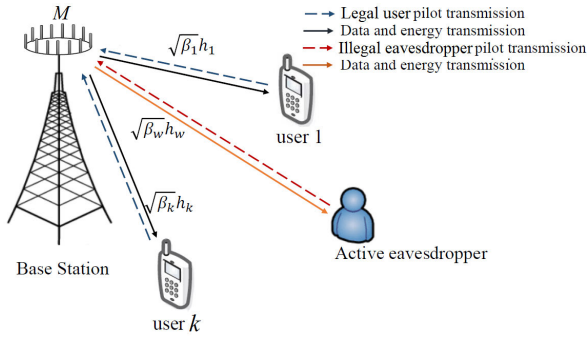 M
Legal user pilot transmission
Data and energy transmission
Illegal eavesdropper pilot transmission
Data and energy transmission
√β₁h₁
user 1
√β_w h_w
√β_k h_k
Active eavesdropper
Base Station
user k